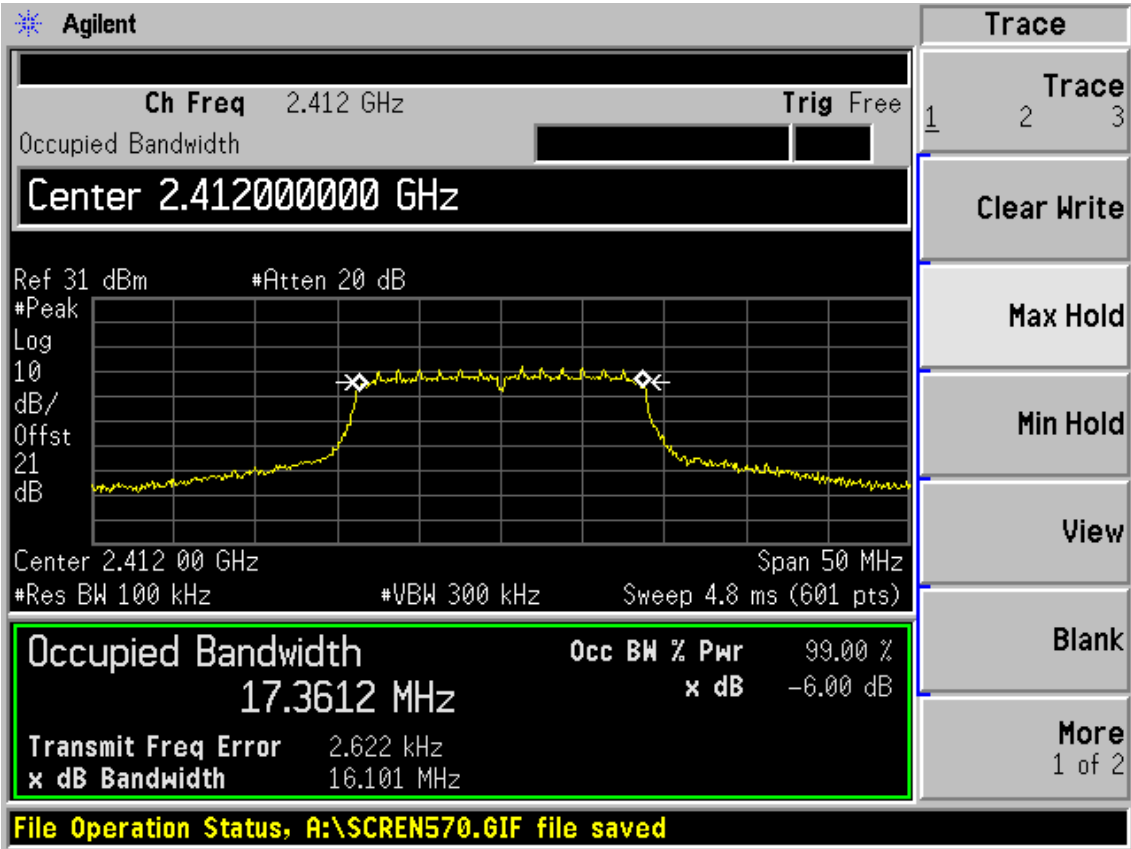 Agilent
Trace
Ch Freq 2.412 GHz Trig Free
Occupied Bandwidth
Center 2.412000000 GHz
Ref 31 dBm #Atten 20 dB
#Peak
Log
10
dB/
Offst
21
dB
Center 2.412 00 GHz Span 50 MHz
#Res BW 100 kHz #VBW 300 kHz Sweep 4.8 ms (601 pts)
Occupied Bandwidth Occ BW % Pwr 99.00 %
17.3612 MHz x dB -6.00 dB
Transmit Freq Error 2.622 kHz
x dB Bandwidth 16.101 MHz
File Operation Status, A:\SCREN570.GIF file saved
Trace
1 2 3
Clear Write
Max Hold
Min Hold
View
Blank
More
1 of 2